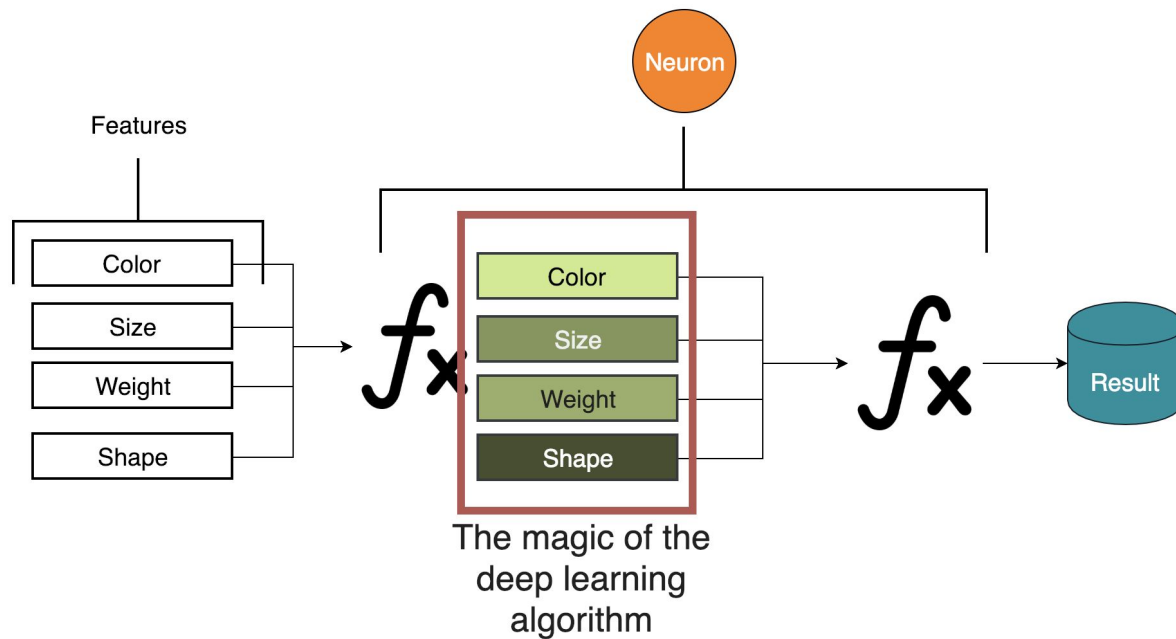 Neuron
Features
Color
Size
Weight
Shape
fx
Color
Size
Weight
Shape
The magic of the
deep learning
algorithm
fx
Result